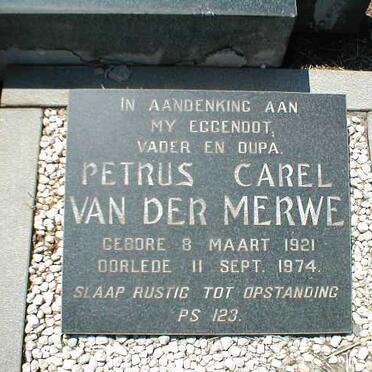 IN AANDENKING AAN
MY EGGENOOT,
VADER EN OUPA.
PETRUS CAREL
VAN DER MERWE
GEBORE 8 MAART 1921
OORLEDE 11 SEPT. 1974.
SLAAP RUSTIG TOT OPSTANDING
PS 123.